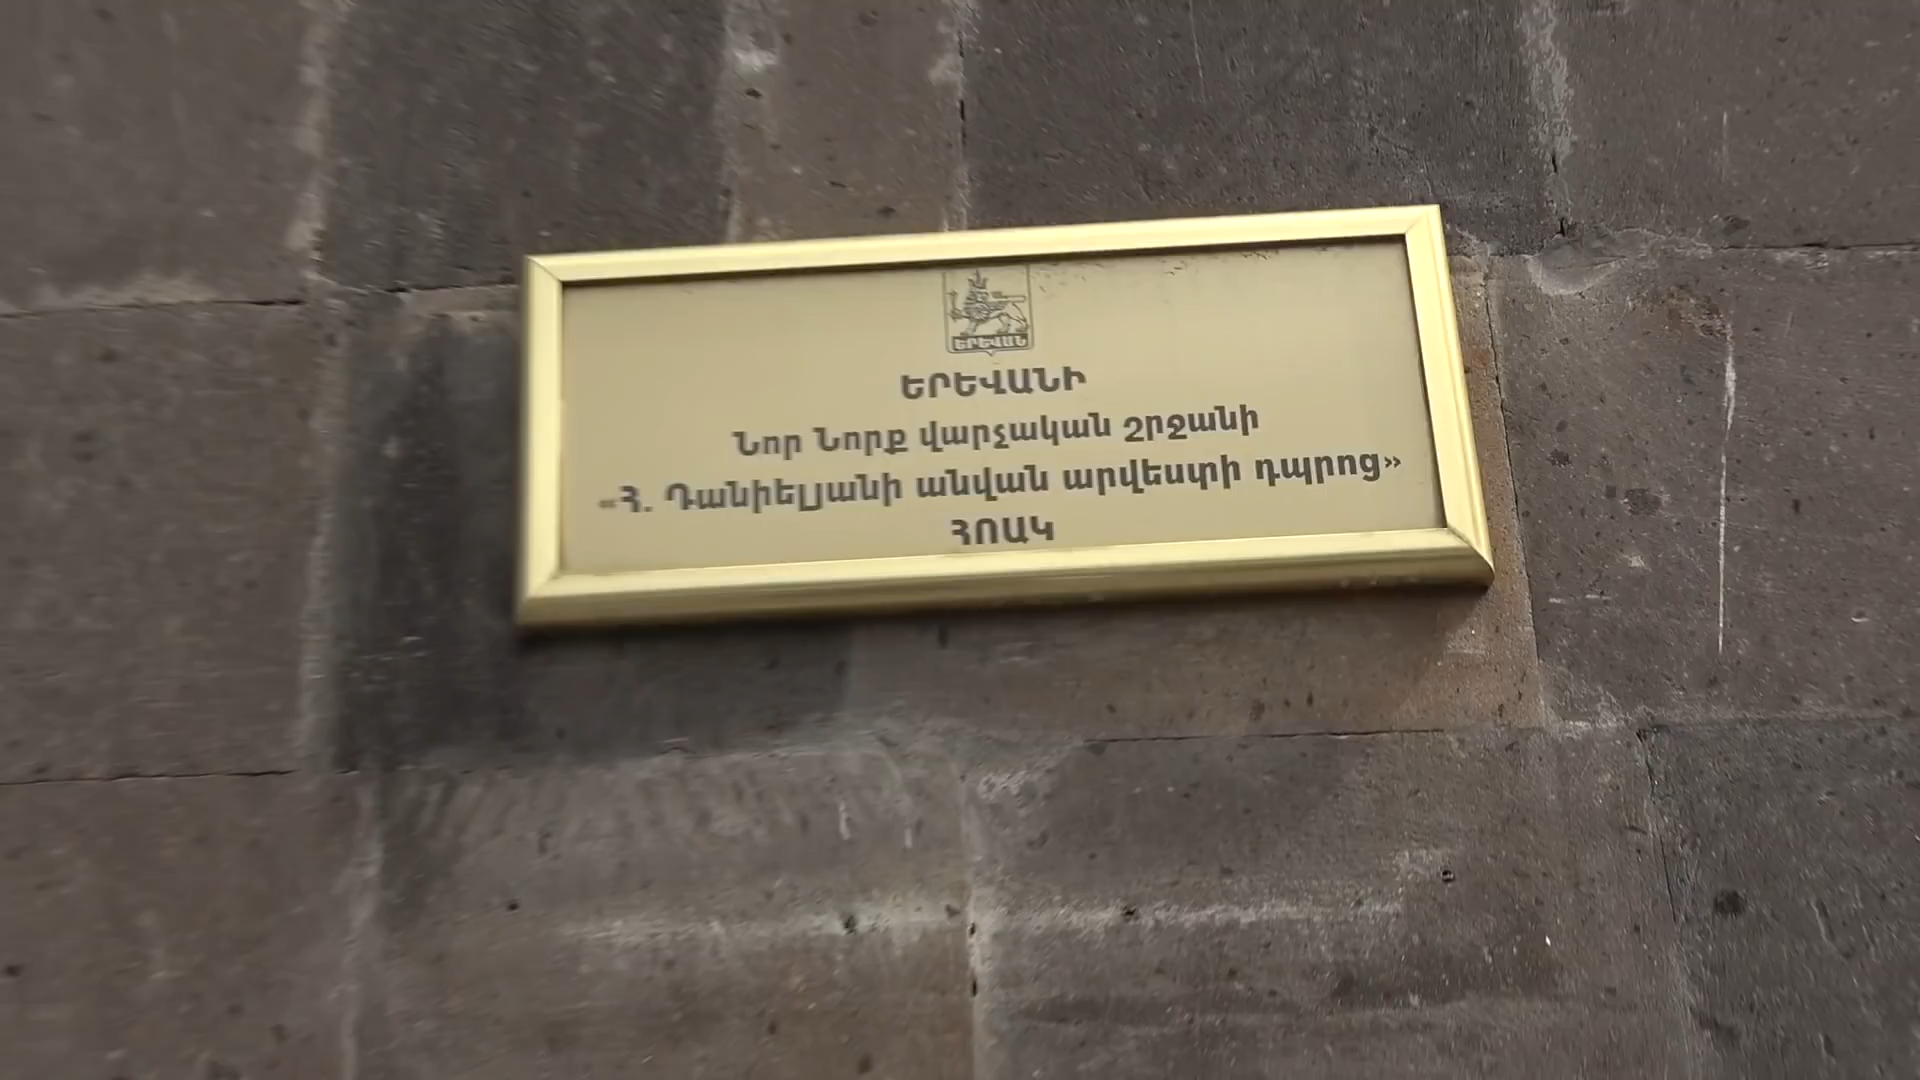 ԵՐԵՎԱՆ
ԵՐԵՎԱՆԻ
Նոր Նորք վարչական շրջանի
«Հ. Դանիելյանի անվան արվեստի դպրոց»
ՀՈԱԿ